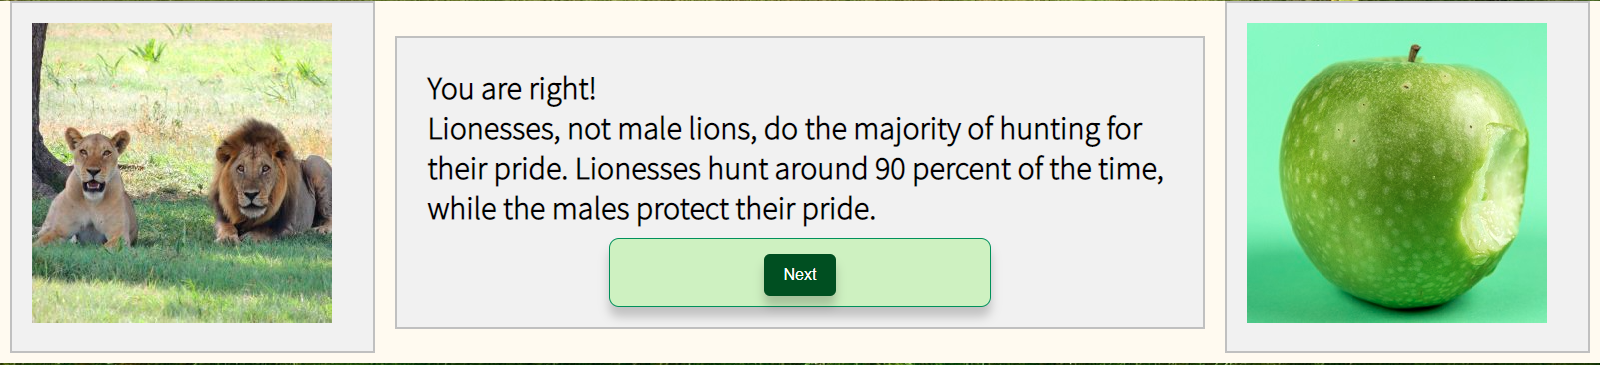 You are right!
Lionesses, not male lions, do the majority of hunting for
their pride. Lionesses hunt around 90 percent of the time,
while the males protect their pride.
Next